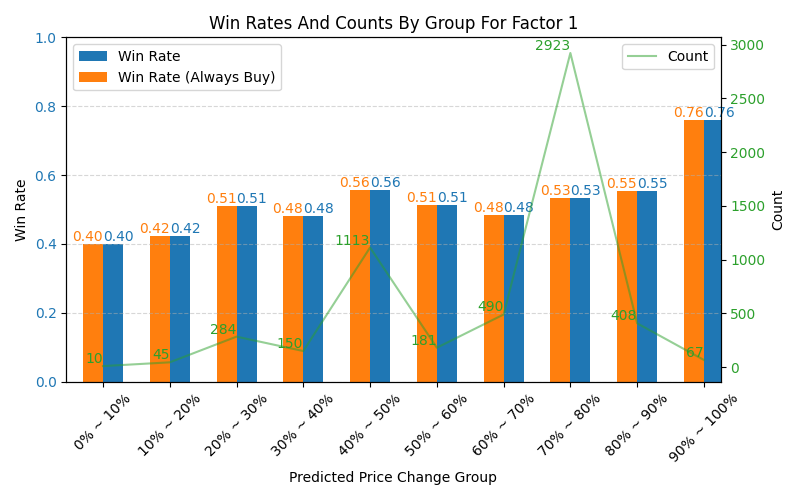 Win Rates And Counts By Group For Factor 1
Win Rate
Win Rate (Always Buy)
Count
1.0
0.8
0.6
0.4
0.2
0.0
Win Rate
3000
2500
2000
1500
1000
500
0
Count
0.40 0.40
0.42 0.42
0.51 0.51
0.48 0.48
0.56 0.56
0.51 0.51
0.48 0.48
0.53 0.53
0.55 0.55
0.76 0.76
10
45
284
150
1113
181
490
2923
408
67
0% ~ 10%
10% ~ 20%
20% ~ 30%
30% ~ 40%
40% ~ 50%
50% ~ 60%
60% ~ 70%
70% ~ 80%
80% ~ 90%
90% ~ 100%
Predicted Price Change Group